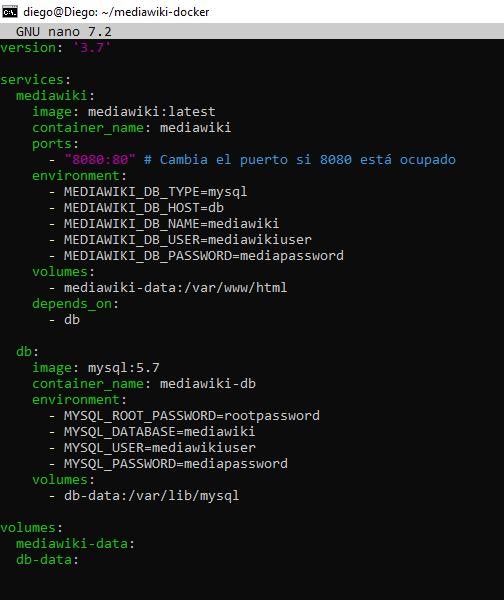 diego@Diego: ~/mediawiki-docker
GNU nano 7.2
version: '3.7'
services:
  mediawiki:
    image: mediawiki:latest
    container_name: mediawiki
    ports:
      - "8080:80" # Cambia el puerto si 8080 está ocupado
    environment:
      - MEDIAWIKI_DB_TYPE=mysql
      - MEDIAWIKI_DB_HOST=db
      - MEDIAWIKI_DB_NAME=mediawiki
      - MEDIAWIKI_DB_USER=mediawikiuser
      - MEDIAWIKI_DB_PASSWORD=mediapassword
    volumes:
      - mediawiki-data:/var/www/html
    depends_on:
      - db
  db:
    image: mysql:5.7
    container_name: mediawiki-db
    environment:
      - MYSQL_ROOT_PASSWORD=rootpassword
      - MYSQL_DATABASE=mediawiki
      - MYSQL_USER=mediawikiuser
      - MYSQL_PASSWORD=mediapassword
    volumes:
      - db-data:/var/lib/mysql
volumes:
  mediawiki-data:
  db-data: